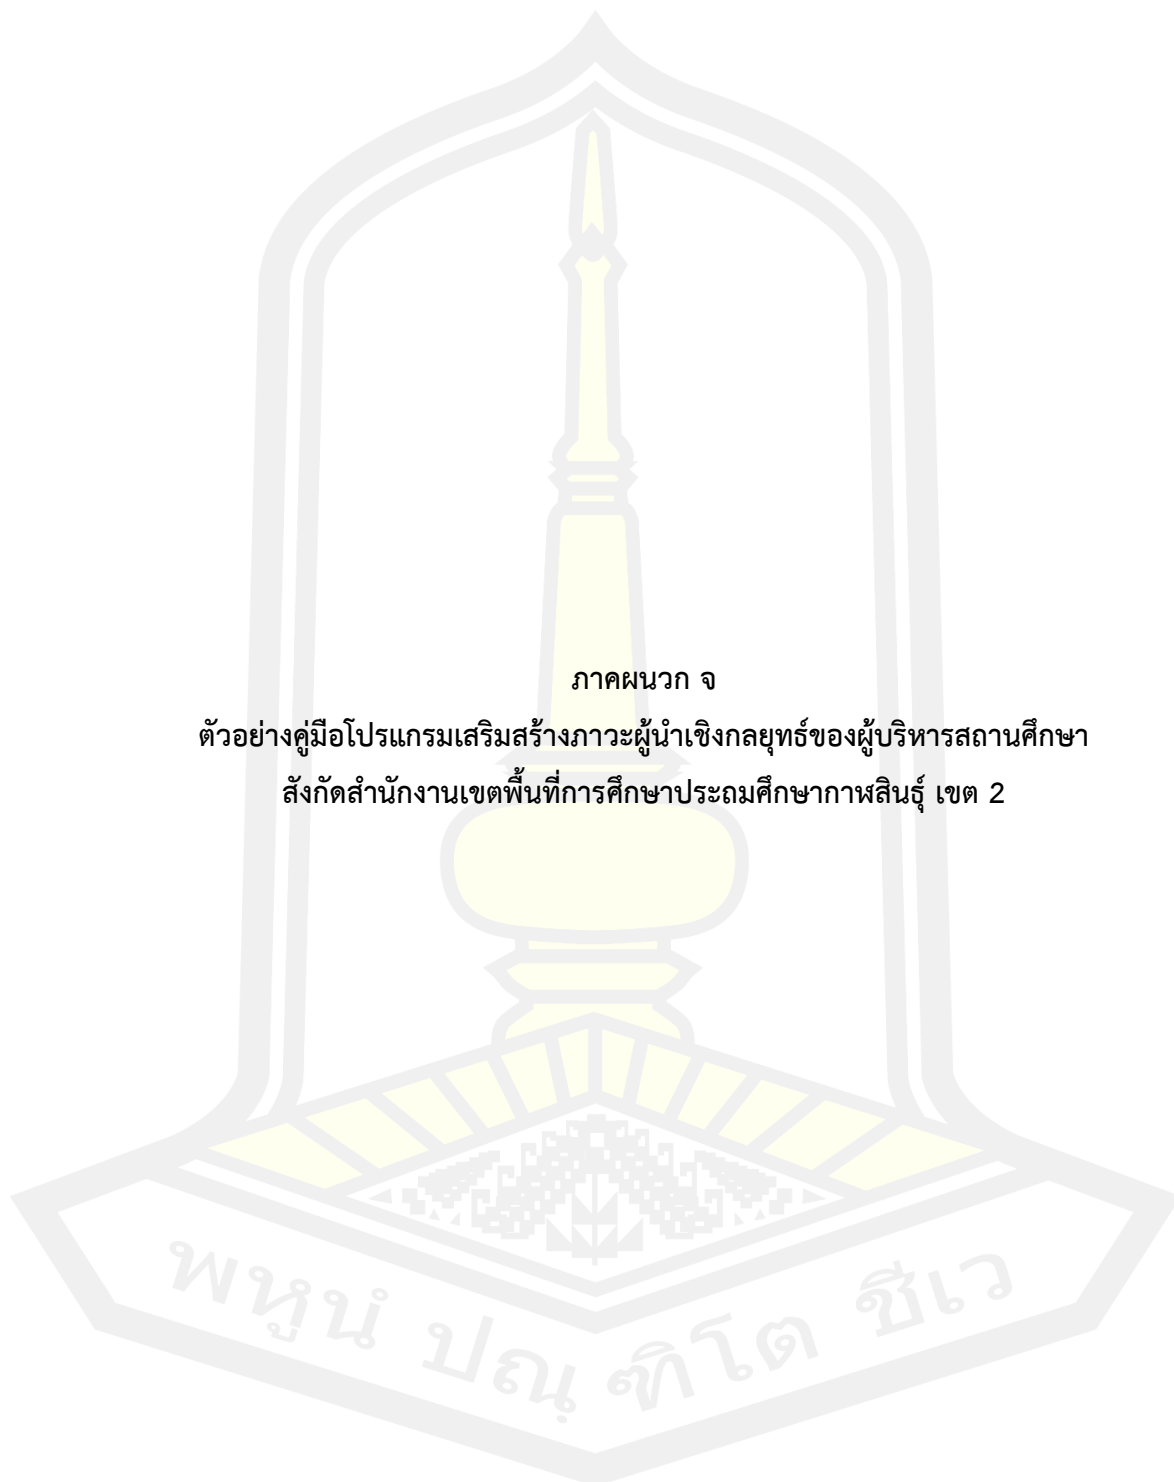 ภาคผนวก จ
ตัวอย่างคู่มือโปรแกรมเสริมสร้างภาวะผู้นำเชิงกลยุทธ์ของผู้บริหารสถานศึกษา
สังกัดสำนักงานเขตพื้นที่การศึกษาประถมศึกษากาฬสินธุ์ เขต 2
พหูนํ ปณฺฑิโต ชีเว